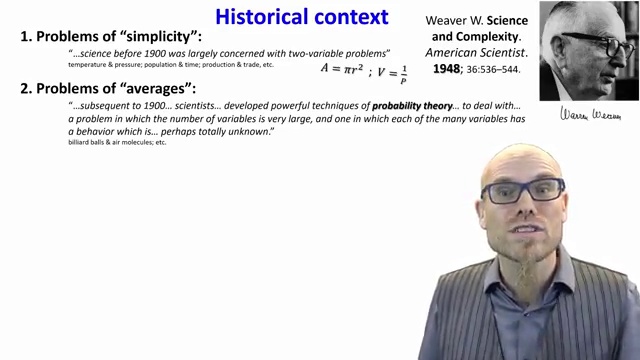 Historical context
1. Problems of “simplicity”:
“…science before 1900 was largely concerned with two-variable problems”
temperature & pressure; population & time; production & trade, etc.
A = πr² ; V = 1/P
2. Problems of “averages”:
“…subsequent to 1900… scientists… developed powerful techniques of probability theory… to deal with…
a problem in which the number of variables is very large, and one in which each of the many variables has
a behavior which is… perhaps totally unknown.”
billiard balls & air molecules; etc.
Weaver W. Science
and Complexity.
American Scientist.
1948; 36:536–544.
Warren Weaver